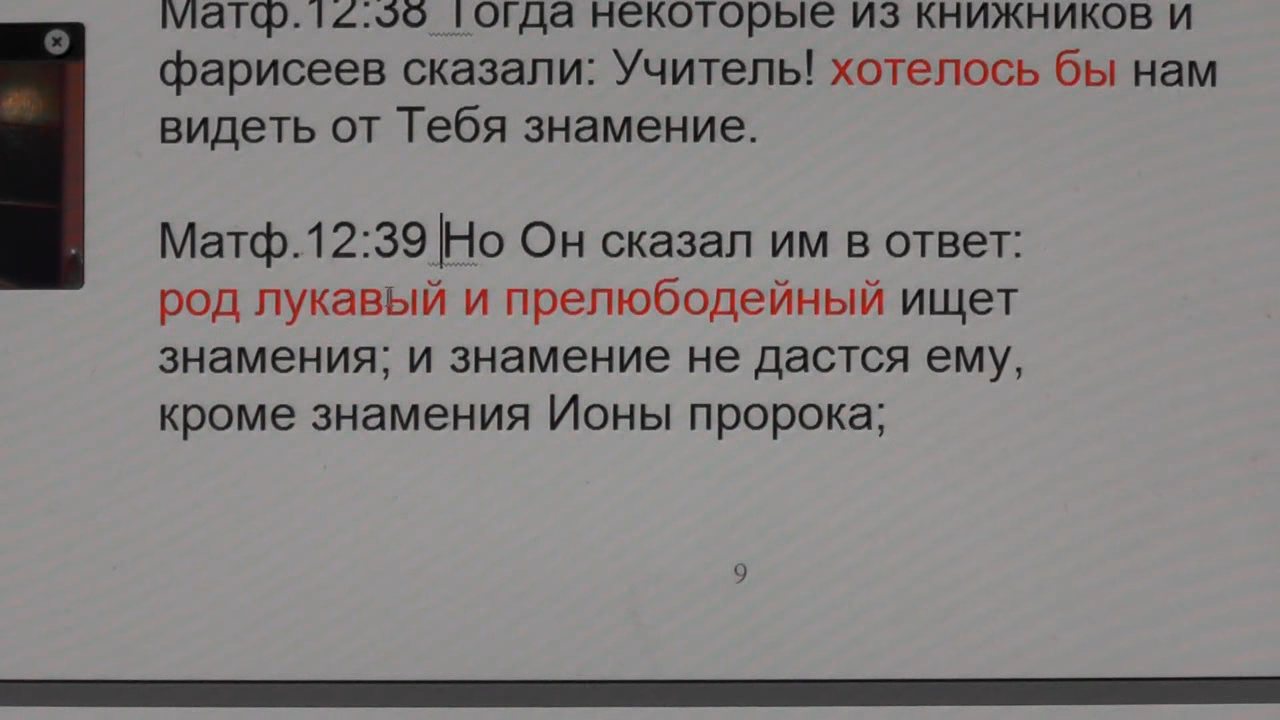 Матф.12:38 Тогда некоторые из книжников и
фарисеев сказали: Учитель! хотелось бы нам
видеть от Тебя знамение.
Матф.12:39 Но Он сказал им в ответ:
род лукавый и прелюбодейный ищет
знамения; и знамение не дастся ему,
кроме знамения Ионы пророка;
9